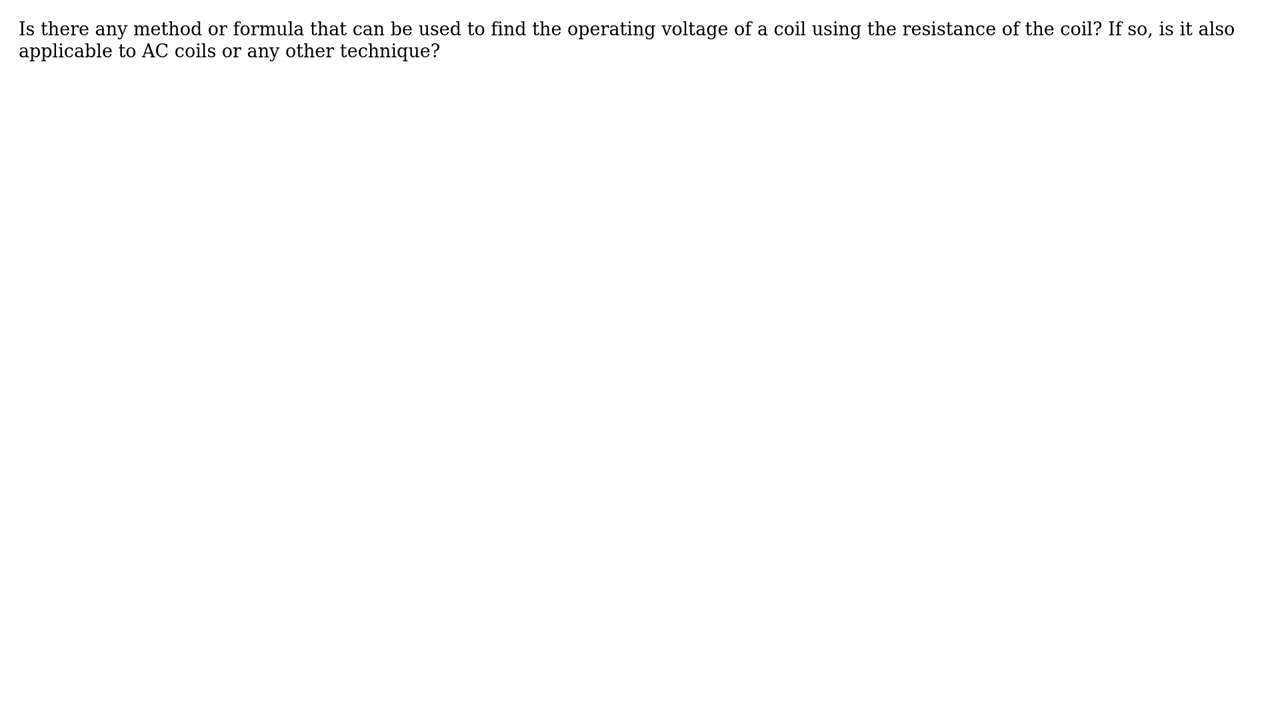 Is there any method or formula that can be used to find the operating voltage of a coil using the resistance of the coil? If so, is it also
applicable to AC coils or any other technique?